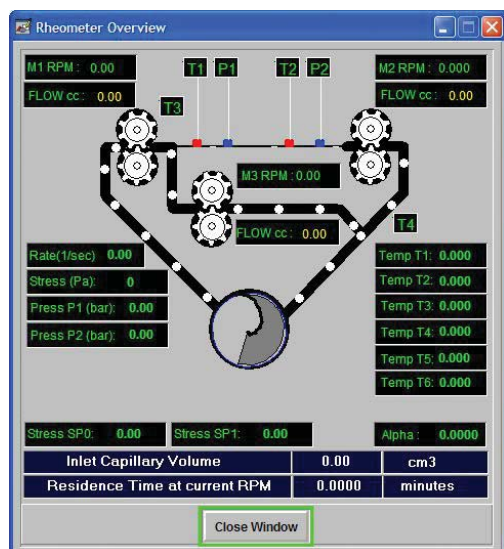 Rheometer Overview
M1 RPM : 0.00
T1 P1 T2 P2
M2 RPM : 0.000
FLOW cc : 0.00
FLOW cc : 0.00
T3
M3 RPM : 0.00
FLOW cc : 0.00
T4
Rate(1/sec) 0.00
Stress (Pa): 0
Press P1 (bar): 0.00
Press P2 (bar): 0.00
Temp T1: 0.000
Temp T2: 0.000
Temp T3: 0.000
Temp T4: 0.000
Temp T5: 0.000
Temp T6: 0.000
Stress SP0: 0.00 Stress SP1: 0.00 Alpha : 0.0000
Inlet Capillary Volume 0.00 cm3
Residence Time at current RPM 0.0000 minutes
Close Window